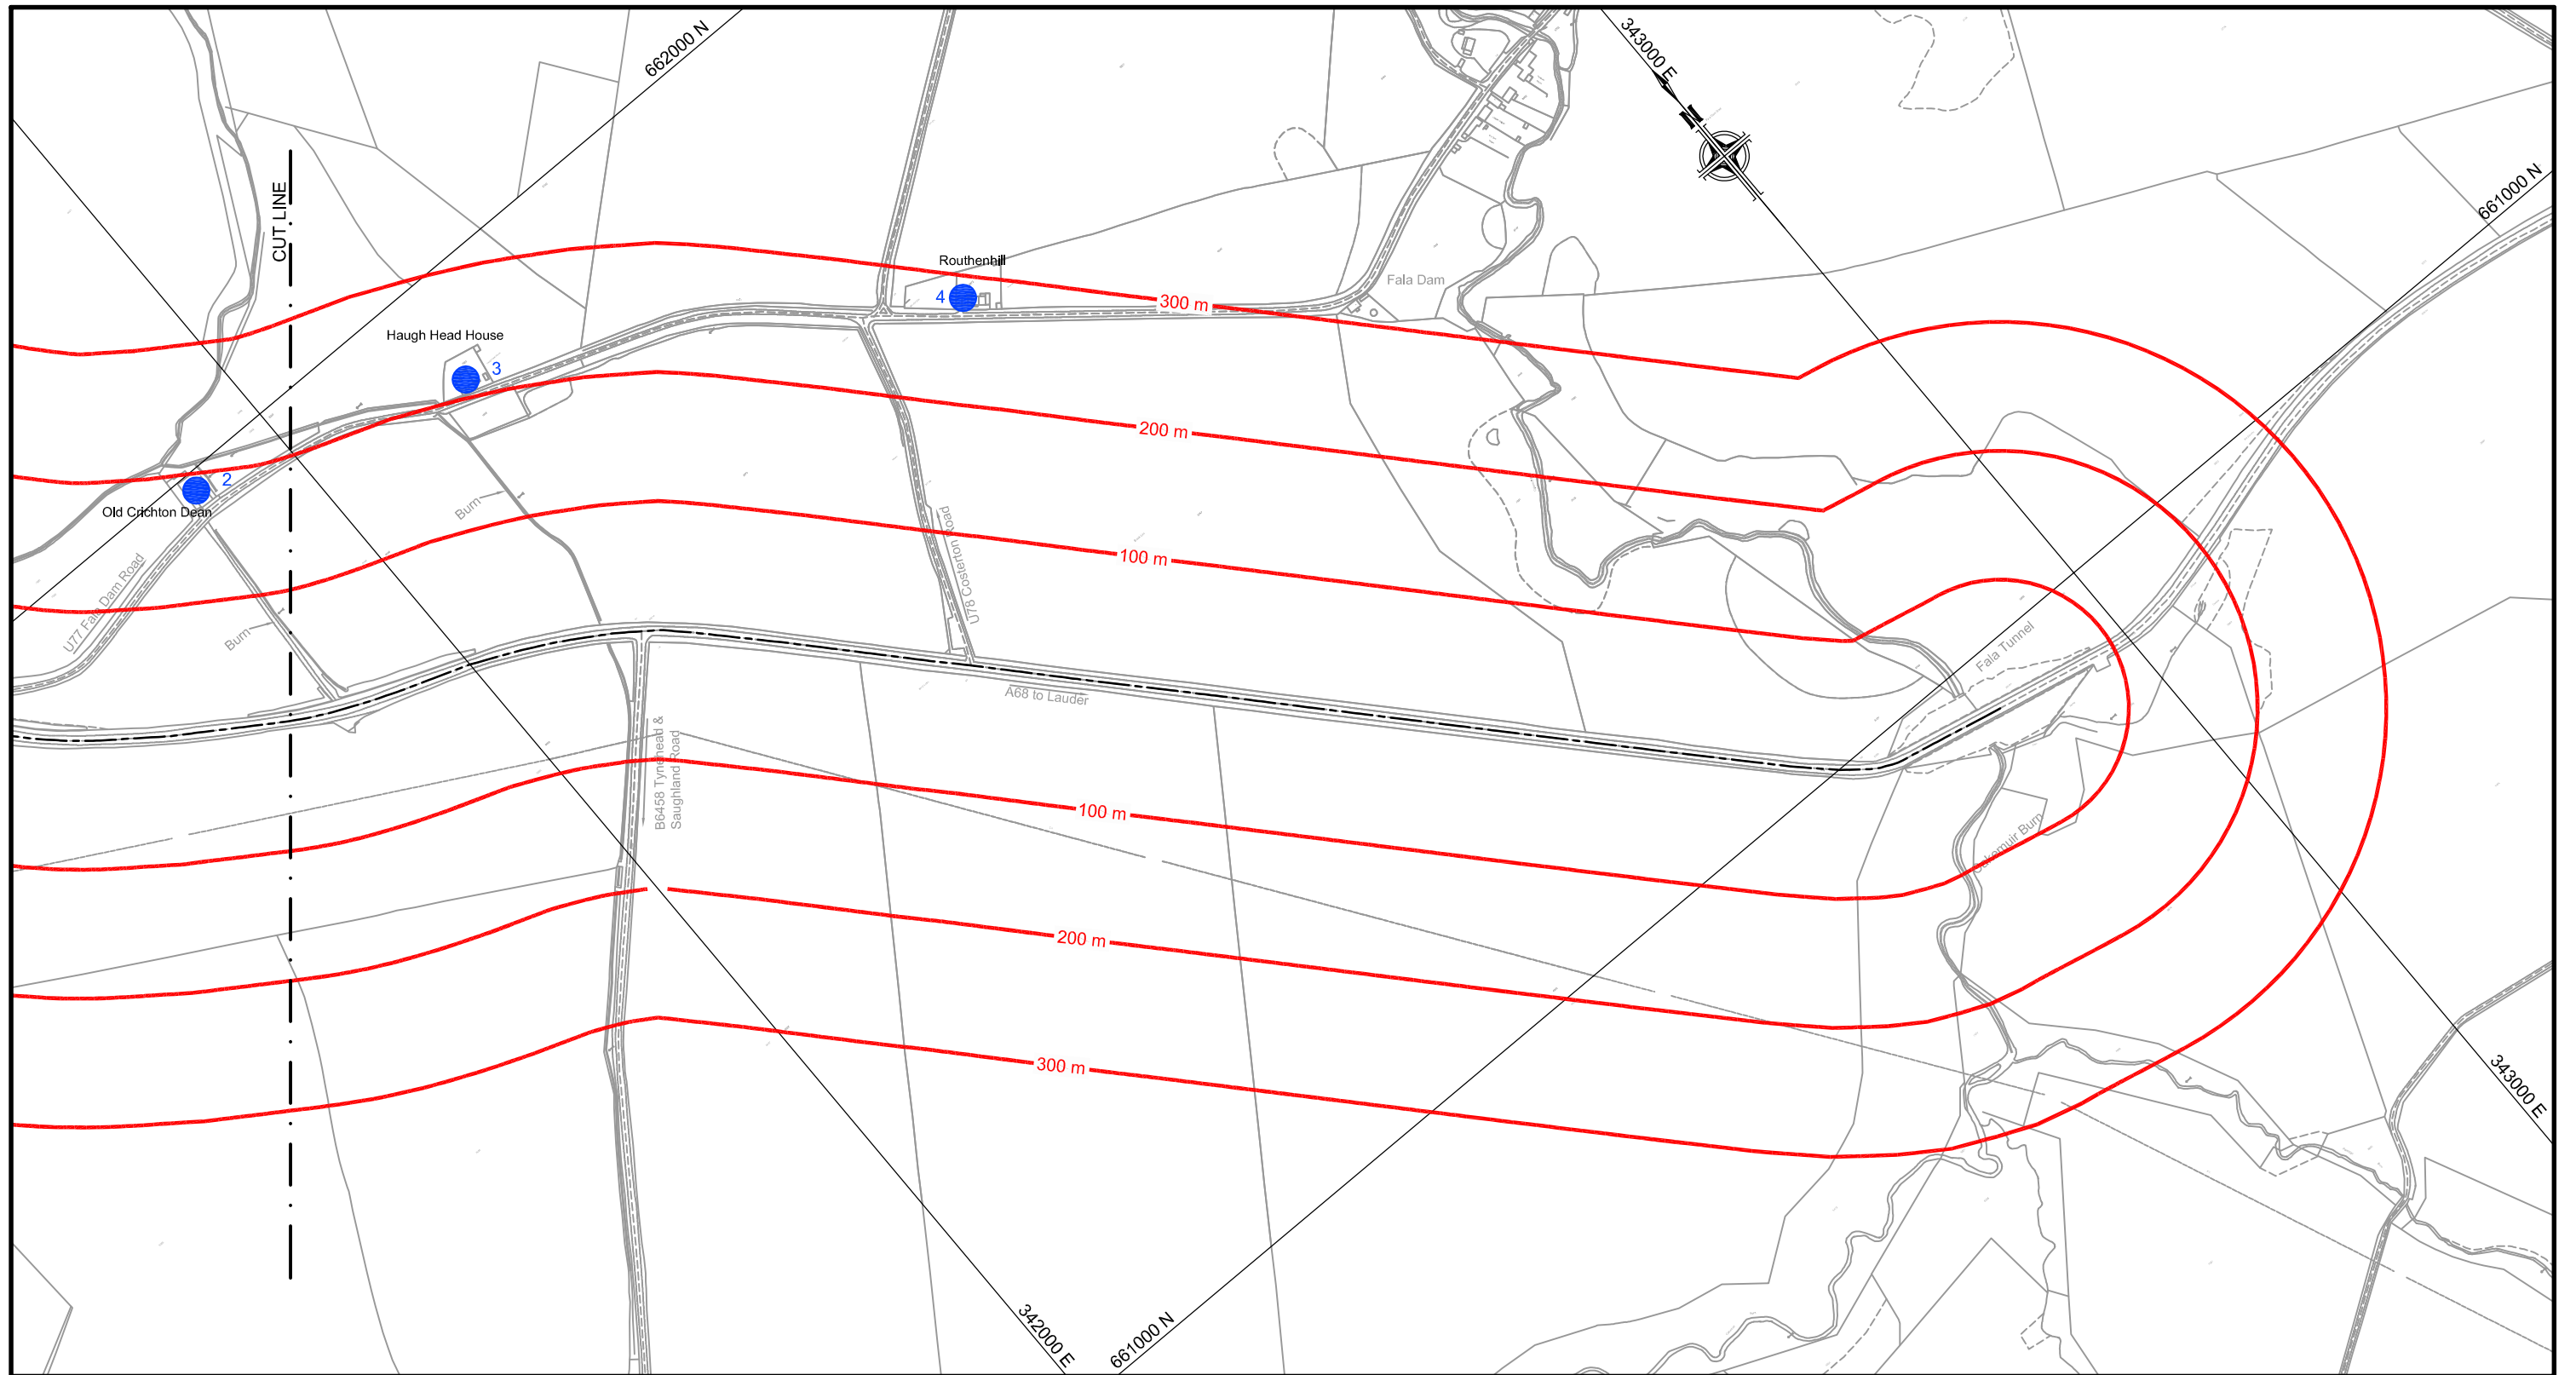 662000 N
343000 E
N
661000 N
CUT LINE
Routhenhill
4
300 m
Fala Dam
Haugh Head House
3
200 m
2
Old Crichton Dean
Burn
100 m
U78 Costerton Road
U77 Fala Dam Road
Burn
Fala Tunnel
A68 to Lauder
B6458 Tynehead &
Saughland Road
100 m
Cakemuir Burn
200 m
300 m
343000 E
342000 E
661000 N